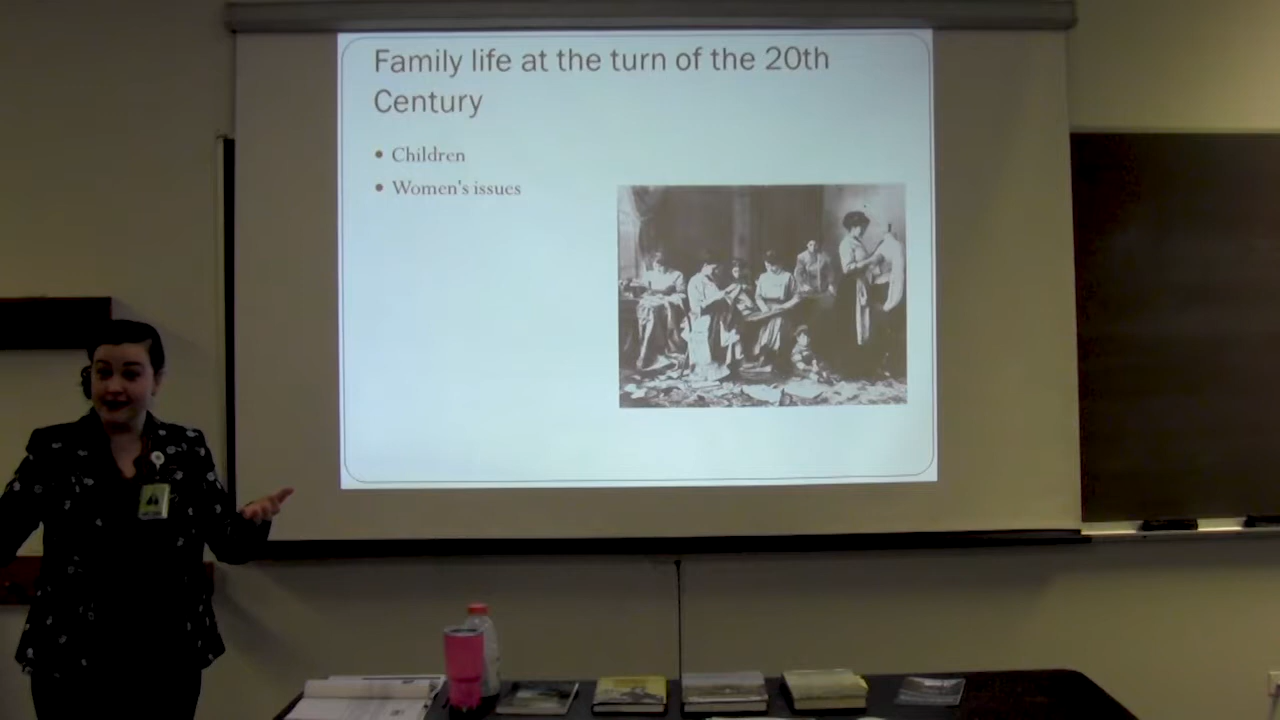 Family life at the turn of the 20th
Century
• Children
• Women's issues